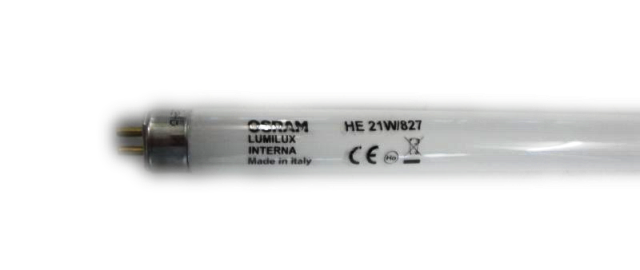 OSRAM
LUMILUX
INTERNA
Made in Italy
HE 21W/827
CE